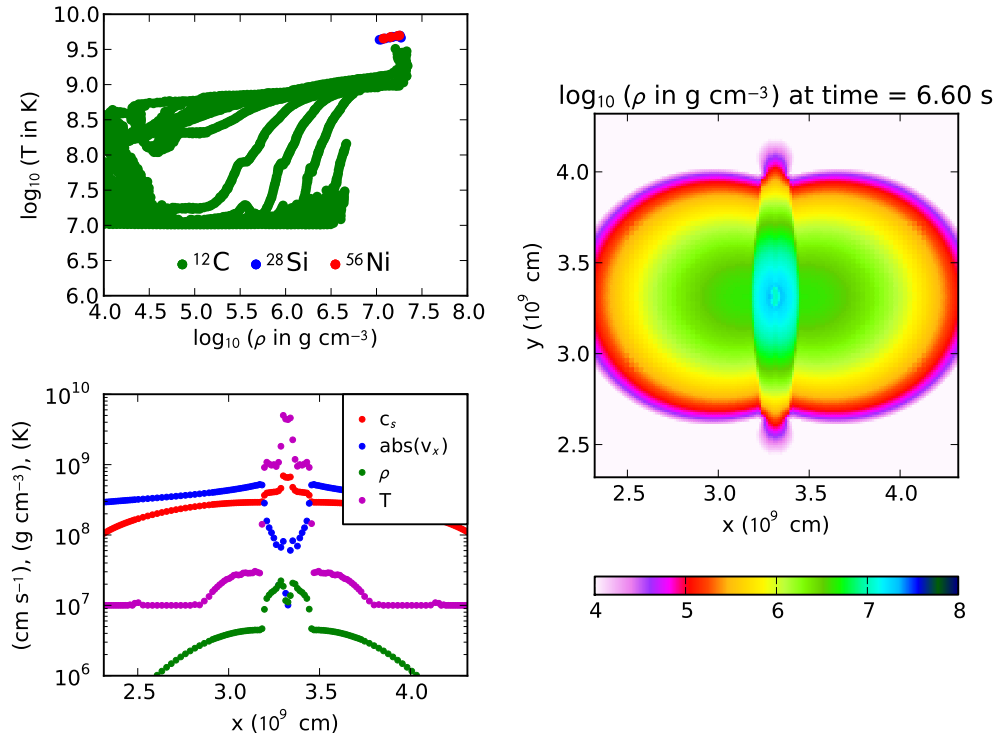 10.0
9.5
9.0
8.5
8.0
7.5
7.0
6.5
6.0
log₁₀ (T in K)
¹²C ²⁸Si ⁵⁶Ni
4.0 4.5 5.0 5.5 6.0 6.5 7.0 7.5 8.0
log₁₀ (ρ in g cm⁻³)
log₁₀ (ρ in g cm⁻³) at time = 6.60 s
4.0
3.5
3.0
2.5
y (10⁹ cm)
2.5 3.0 3.5 4.0
x (10⁹ cm)
4 5 6 7 8
10¹⁰
10⁹
10⁸
10⁷
10⁶
(cm s⁻¹), (g cm⁻³), (K)
cₛ
abs(vₓ)
ρ
T
2.5 3.0 3.5 4.0
x (10⁹ cm)